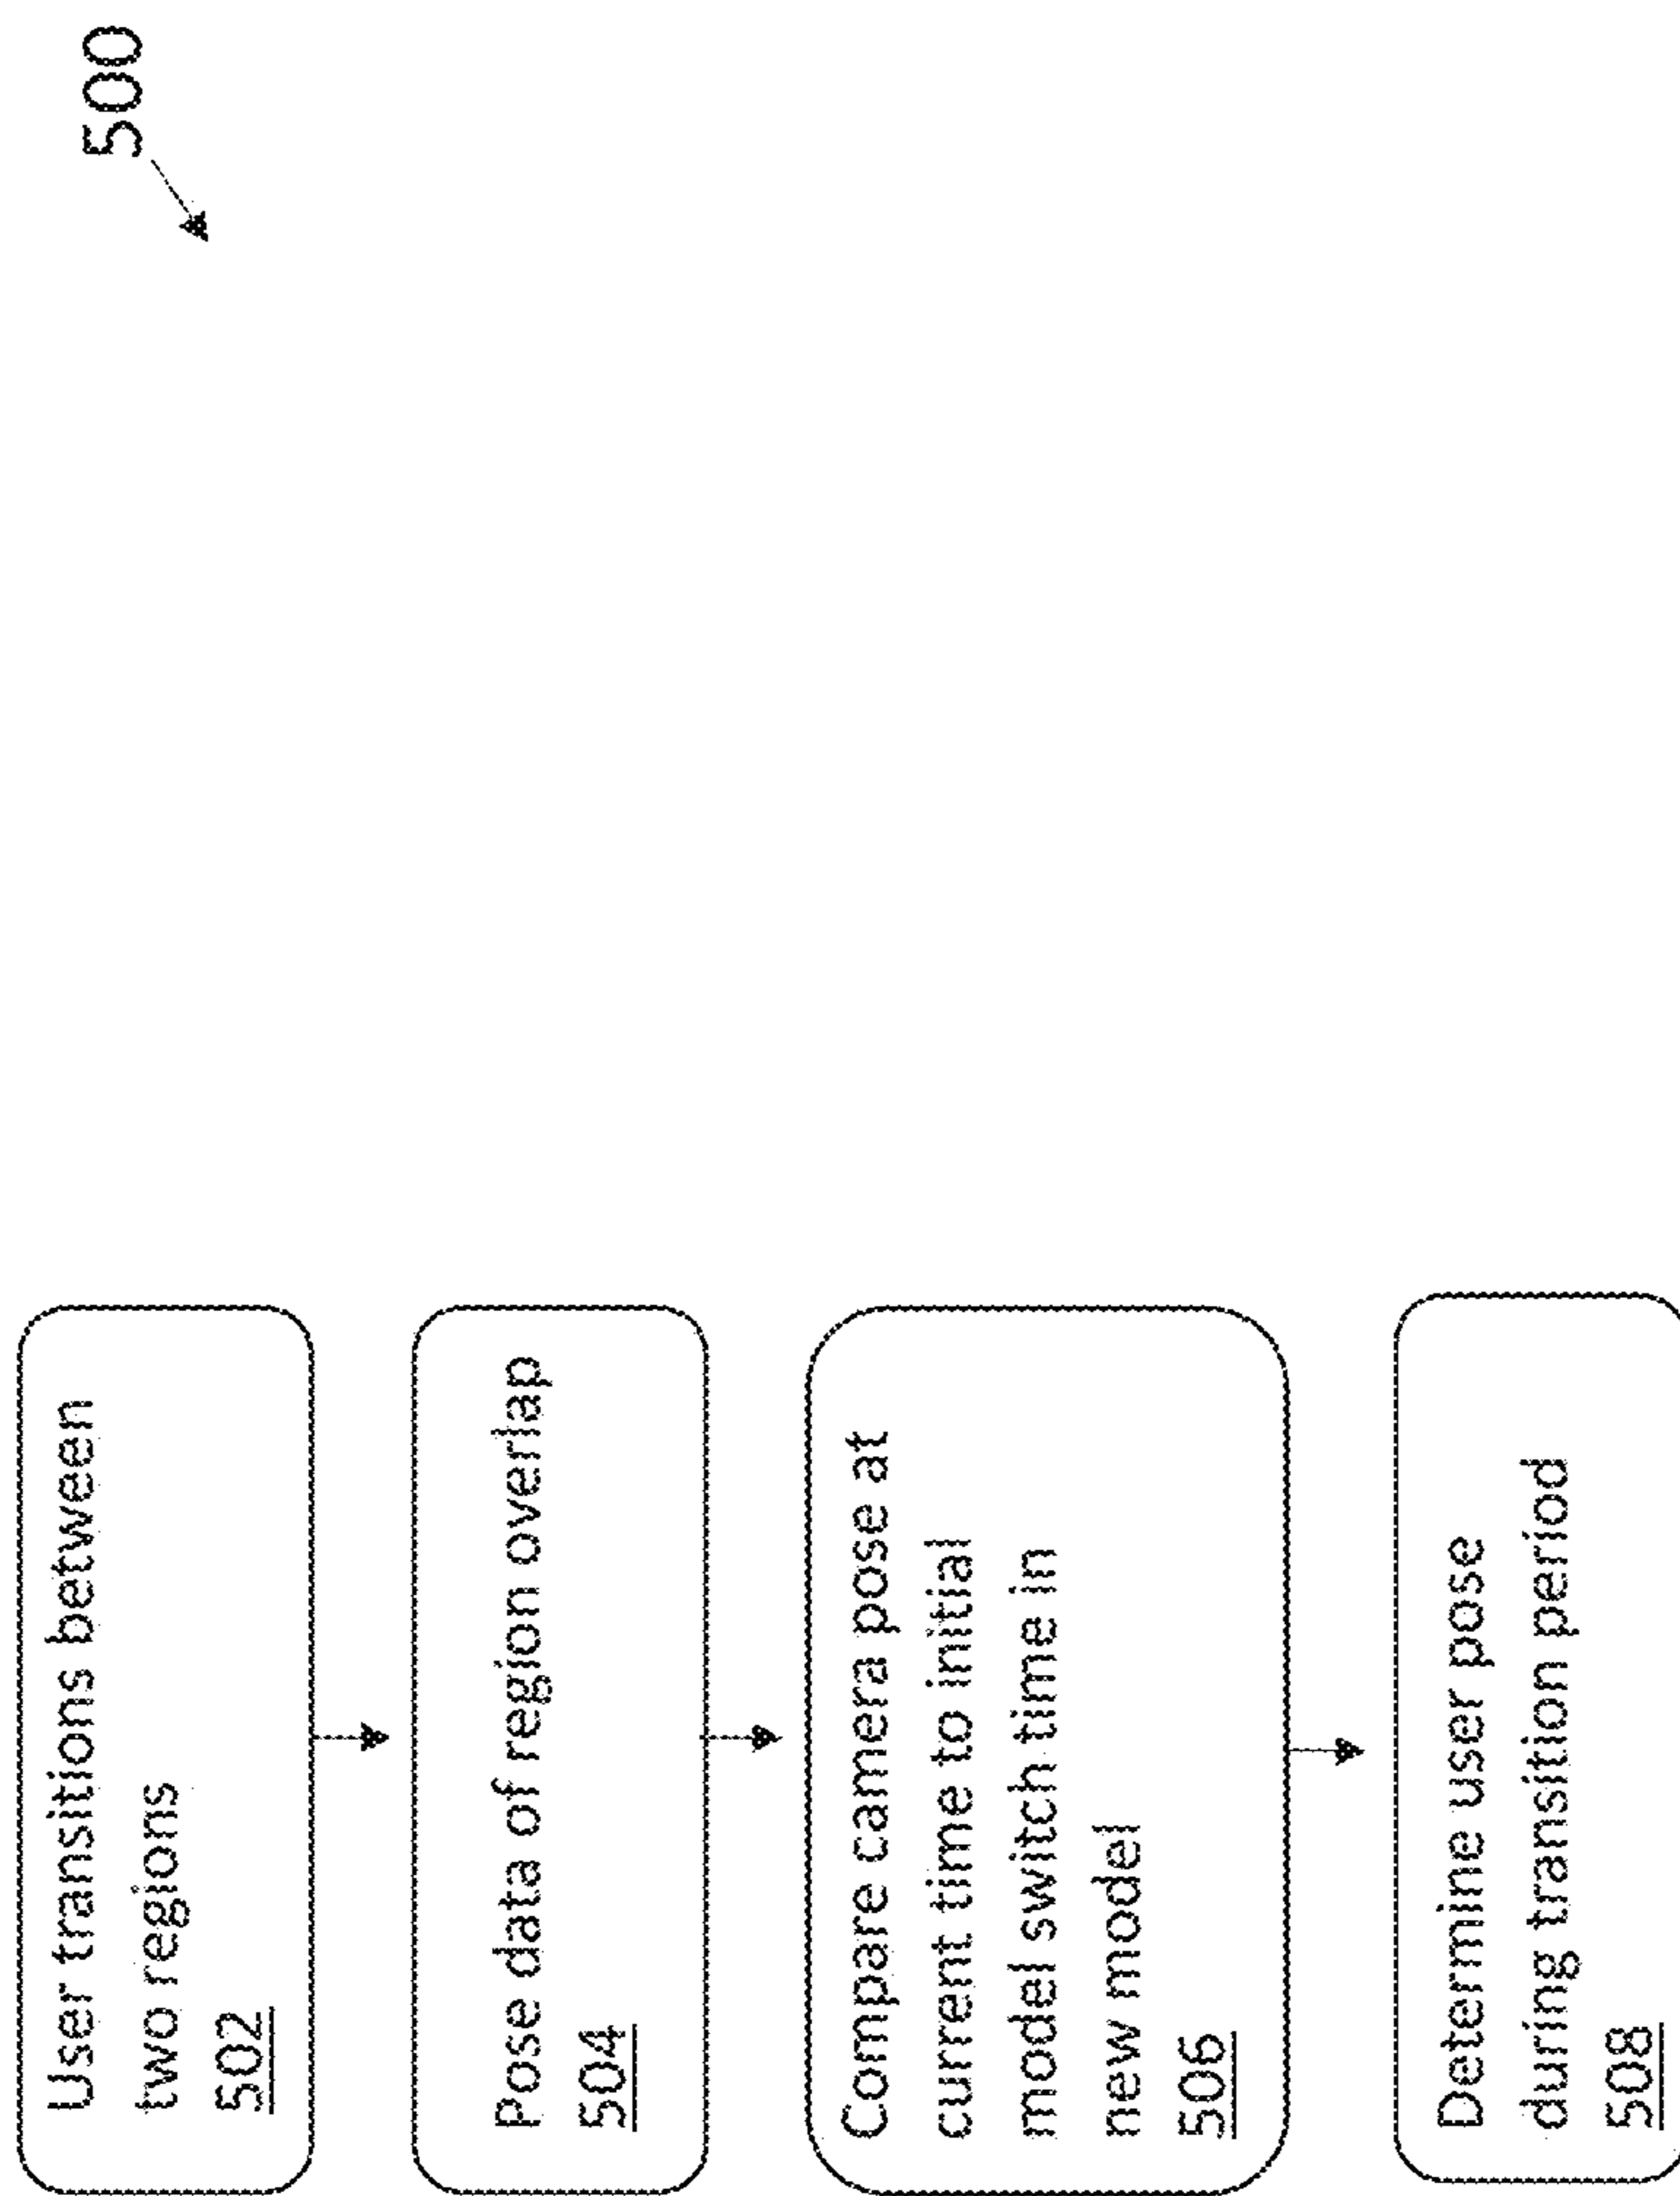 500
User transitions between
two regions
502
Pose data of region overlap
504
Compare camera pose at
current time to initial
model switch time in
new model
506
Determine user pose
during transition period
508